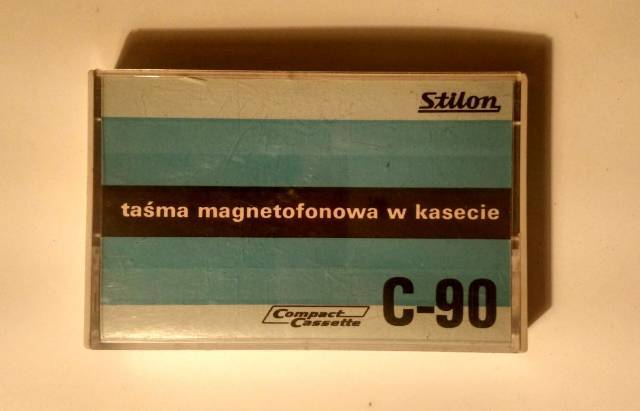 Stilon
taśma magnetofonowa w kasecie
C-90
Compact
Cassette